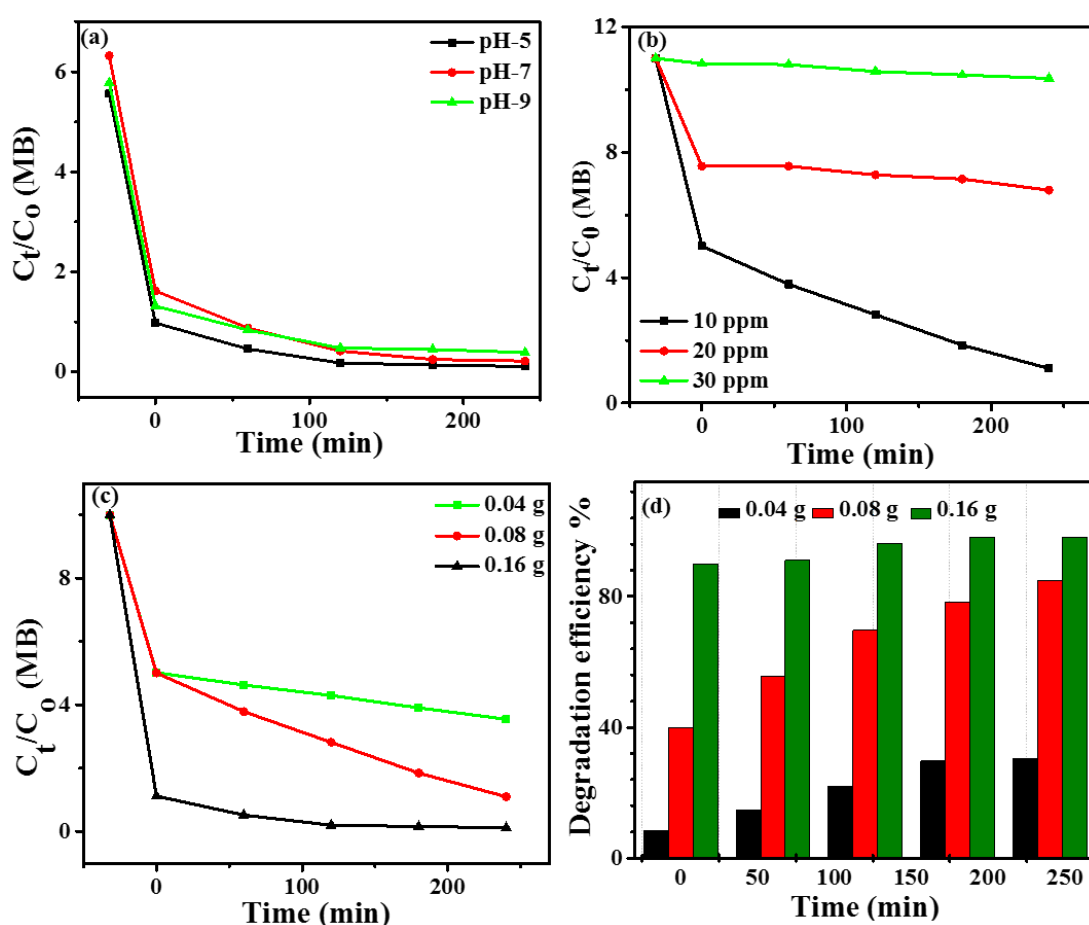 (a)
pH-5
pH-7
pH-9
6
4
2
0
0
100
200
Ct/Co (MB)
Time (min)
(b)
12
8
4
0
10 ppm
20 ppm
30 ppm
0
100
200
Ct/C0 (MB)
Time (min)
(c)
0.04 g
0.08 g
0.16 g
8
4
0
0
100
200
Ct/Co (MB)
Time (min)
(d)
0.04 g 0.08 g 0.16 g
80
40
0
0 50 100 150 200 250
Degradation efficiency %
Time (min)